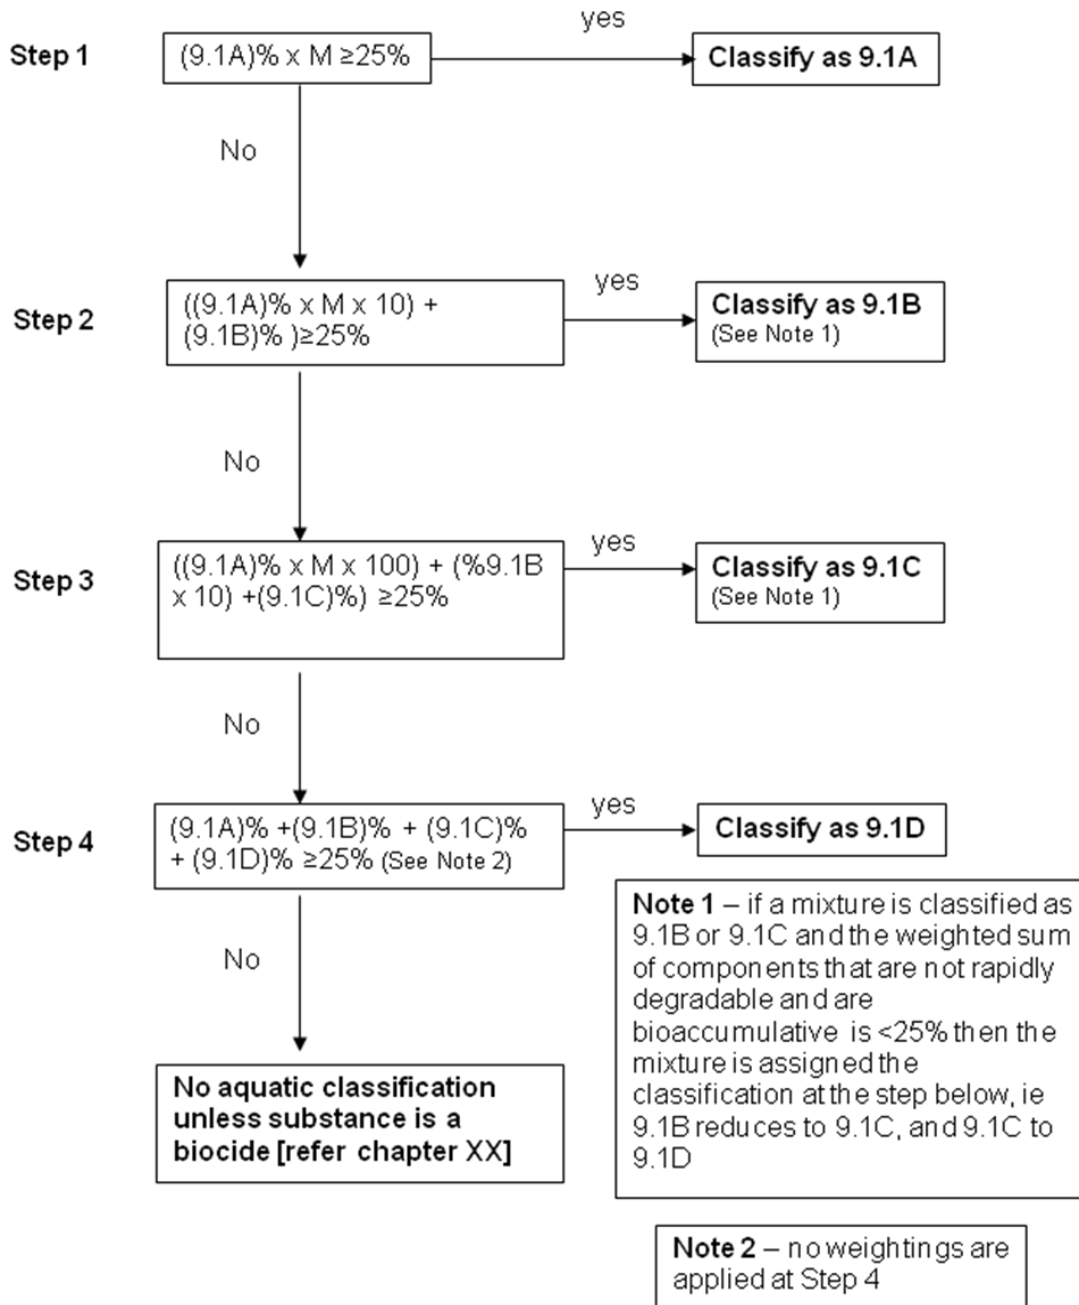 yes
Step 1
(9.1A)% x M ≥25%
Classify as 9.1A
No
yes
Step 2
((9.1A)% x M x 10) +
(9.1B)% )≥25%
Classify as 9.1B
(See Note 1)
No
yes
Step 3
((9.1A)% x M x 100) + (%9.1B
x 10) +(9.1C)%) ≥25%
Classify as 9.1C
(See Note 1)
No
yes
Step 4
(9.1A)% +(9.1B)% + (9.1C)%
+ (9.1D)% ≥25% (See Note 2)
Classify as 9.1D
No
No aquatic classification
unless substance is a
biocide [refer chapter XX]
Note 1 – if a mixture is classified as
9.1B or 9.1C and the weighted sum
of components that are not rapidly
degradable and are
bioaccumulative is <25% then the
mixture is assigned the
classification at the step below, ie
9.1B reduces to 9.1C, and 9.1C to
9.1D
Note 2 – no weightings are
applied at Step 4